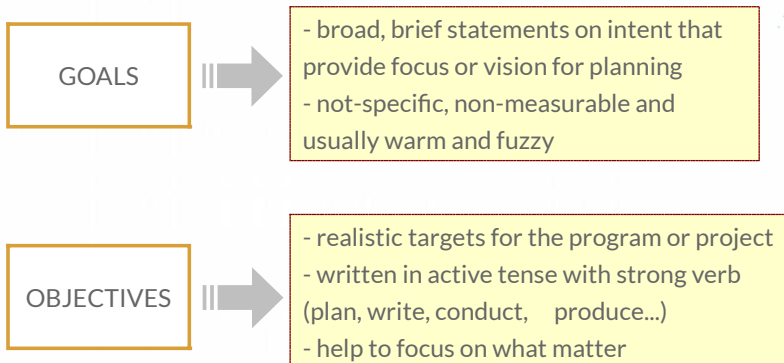 GOALS
- broad, brief statements on intent that
provide focus or vision for planning
- not-specific, non-measurable and
usually warm and fuzzy
OBJECTIVES
- realistic targets for the program or project
- written in active tense with strong verb
(plan, write, conduct,    produce...)
- help to focus on what matter